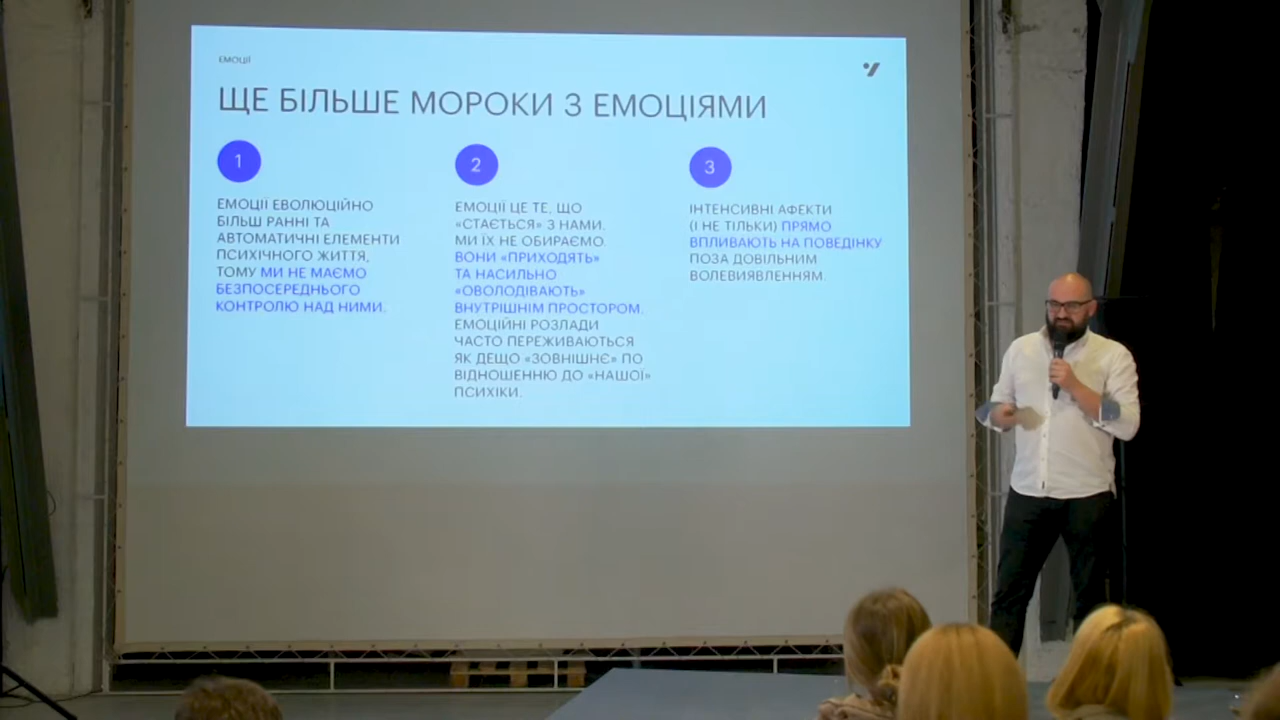 ЕМОЦІЇ
ЩЕ БІЛЬШЕ МОРОКИ З ЕМОЦІЯМИ
1
ЕМОЦІЇ ЕВОЛЮЦІЙНО
БІЛЬШ РАННІ ТА
АВТОМАТИЧНІ ЕЛЕМЕНТИ
ПСИХІЧНОГО ЖИТТЯ,
ТОМУ МИ НЕ МАЄМО
БЕЗПОСЕРЕДНЬОГО
КОНТРОЛЮ НАД НИМИ.
2
ЕМОЦІЇ ЦЕ ТЕ, ЩО
«СТАЄТЬСЯ» З НАМИ.
МИ ЇХ НЕ ОБИРАЄМО.
ВОНИ «ПРИХОДЯТЬ»
ТА НАСИЛЬНО
«ОВОЛОДІВАЮТЬ»
ВНУТРІШНІМ ПРОСТОРОМ.
ЕМОЦІЙНІ РОЗЛАДИ
ЧАСТО ПЕРЕЖИВАЮТЬСЯ
ЯК ДЕЩО «ЗОВНІШНЄ» ПО
ВІДНОШЕННЮ ДО «НАШОЇ»
ПСИХІКИ.
3
ІНТЕНСИВНІ АФЕКТИ
(І НЕ ТІЛЬКИ) ПРЯМО
ВПЛИВАЮТЬ НА ПОВЕДІНКУ
ПОЗА ДОВІЛЬНИМ
ВОЛЕВИЯВЛЕННЯМ.